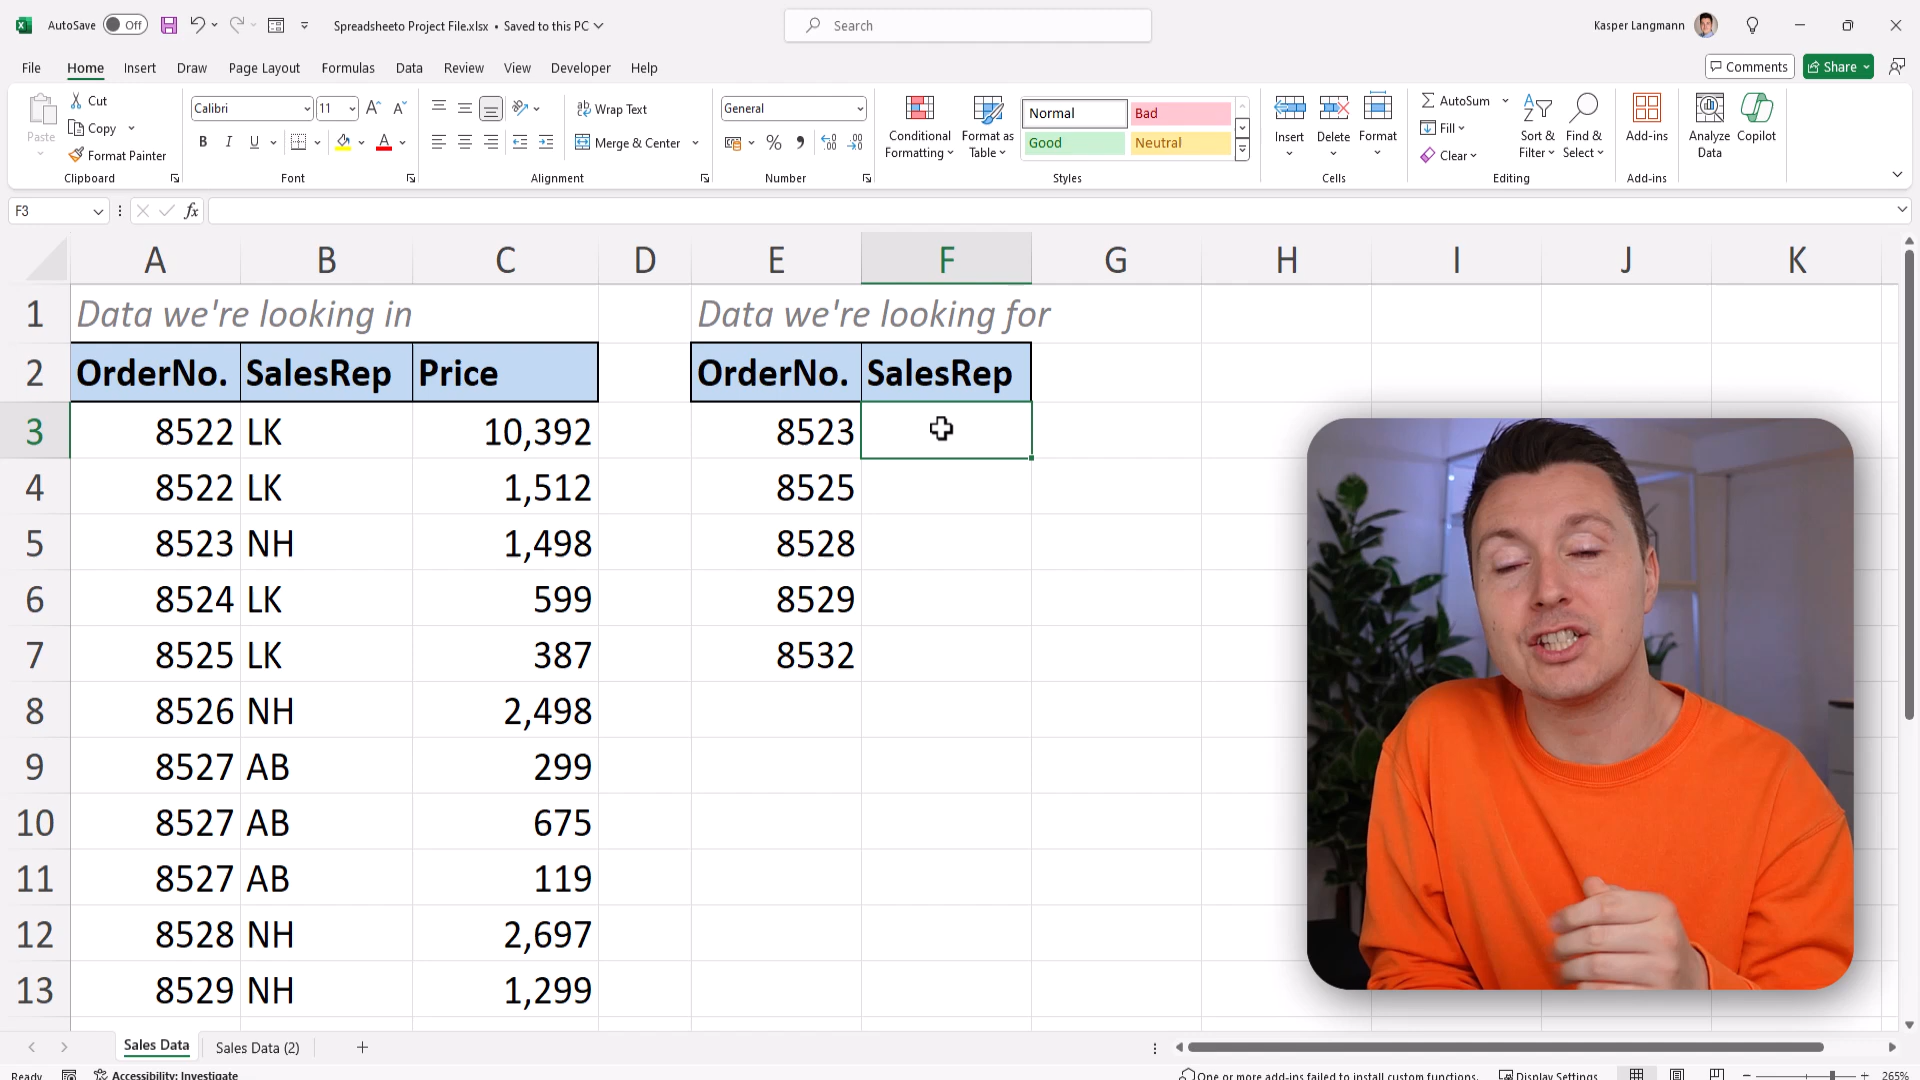 AutoSave Off Spreadsheeto Project File.xlsx • Saved to this PC Search Kasper Langmann
File Home Insert Draw Page Layout Formulas Data Review View Developer Help Comments Share
Paste Cut Copy Format Painter Clipboard
Calibri 11 B I U A Font
Wrap Text Merge & Center Alignment
General % Number
Conditional Formatting Format as Table Normal Bad Good Neutral Styles
Insert Delete Format Cells
AutoSum Fill Clear Sort & Filter Find & Select Editing
Add-ins Add-ins
Analyze Data Copilot
F3 fx
A B C D E F G H I J K
1 Data we're looking in Data we're looking for
2 OrderNo. SalesRep Price OrderNo. SalesRep
3 8522 LK 10,392 8523
4 8522 LK 1,512 8525
5 8523 NH 1,498 8528
6 8524 LK 599 8529
7 8525 LK 387 8532
8 8526 NH 2,498
9 8527 AB 299
10 8527 AB 675
11 8527 AB 119
12 8528 NH 2,697
13 8529 NH 1,299
Sales Data Sales Data (2)
Ready Accessibility: Investigate One or more add-ins failed to install custom functions. Display Settings 265%